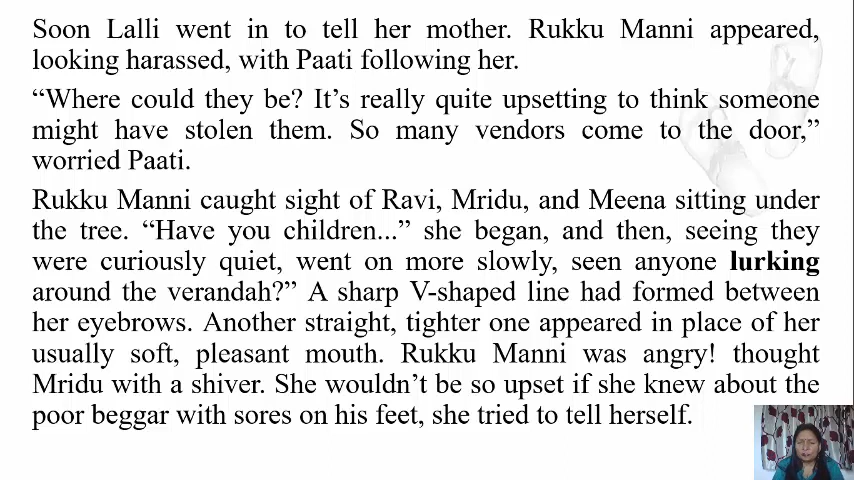 Soon Lalli went in to tell her mother. Rukku Manni appeared,
looking harassed, with Paati following her.
“Where could they be? It’s really quite upsetting to think someone
might have stolen them. So many vendors come to the door,”
worried Paati.
Rukku Manni caught sight of Ravi, Mridu, and Meena sitting under
the tree. “Have you children...” she began, and then, seeing they
were curiously quiet, went on more slowly, seen anyone lurking
around the verandah?” A sharp V-shaped line had formed between
her eyebrows. Another straight, tighter one appeared in place of her
usually soft, pleasant mouth. Rukku Manni was angry! thought
Mridu with a shiver. She wouldn’t be so upset if she knew about the
poor beggar with sores on his feet, she tried to tell herself.